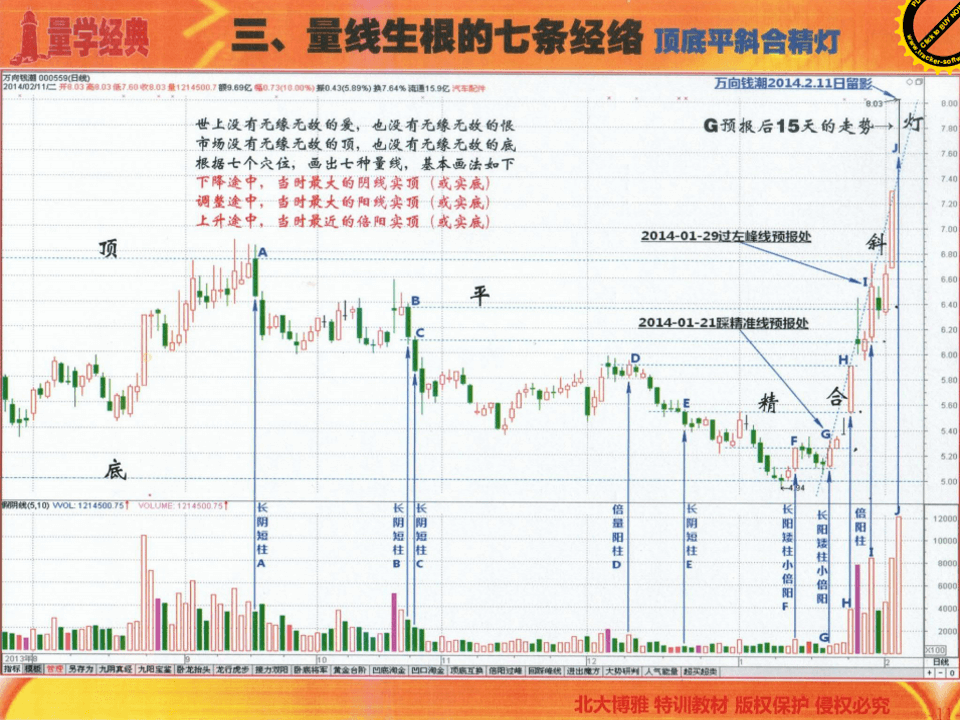 量学经典
三、量线生根的七条经络 顶底平斜合精灯
Click to BUY NOW
万向钱潮 000559(日线)
2014/02/11/二 开8.03 高8.03 低7.60 收8.03 量1214500.7 额9.69亿 幅0.73(10.00%) 振0.43(5.89%) 换7.64% 流通15.9亿 汽车配件
万向钱潮2014.2.11日留影
8.03
世上没有无缘无故的爱，也没有无缘无故的恨
市场没有无缘无故的顶，也没有无缘无故的底
根据七个穴位，画出七种量线，基本画法如下
下降途中，当时最大的阴线实顶（或实底）
调整途中，当时最大的阳线实顶（或实底）
上升途中，当时最近的倍阳实顶（或实底）
G预报后15天的走势
灯
J
顶
A
2014-01-29过左峰线预报处
斜
I
平
B
C
2014-01-21踩精准线预报处
D
H
E
精
合
F
G
底
4.94
8.00
7.80
7.60
7.40
7.20
7.00
6.80
6.60
6.40
6.20
6.00
5.80
5.60
5.40
5.20
5.00
假阴线(5,10) VVOL: 1214500.75 VOLUME: 1214500.75
长阴短柱A
长阴短柱B
长阴短柱C
倍量阳柱D
长阴短柱E
长阳矮柱小倍阳F
长阳矮柱小倍阳
G
倍阳柱
H
I
J
12000
10000
8000
6000
4000
2000
X100
2013年8
9
10
11
12
1
2
日线
指标 模板 管理 另存为 九阴真经 九阳宝鉴 卧龙抬头 龙行虎步 接力双阳 卧底将军 黄金台阶 凹底淘金 凹口淘金 顶底互换 倍阳过峰 回踩峰线 进出魔方 大势研判 人气能量 超买超卖
北大博雅 特训教材 版权保护 侵权必究
11